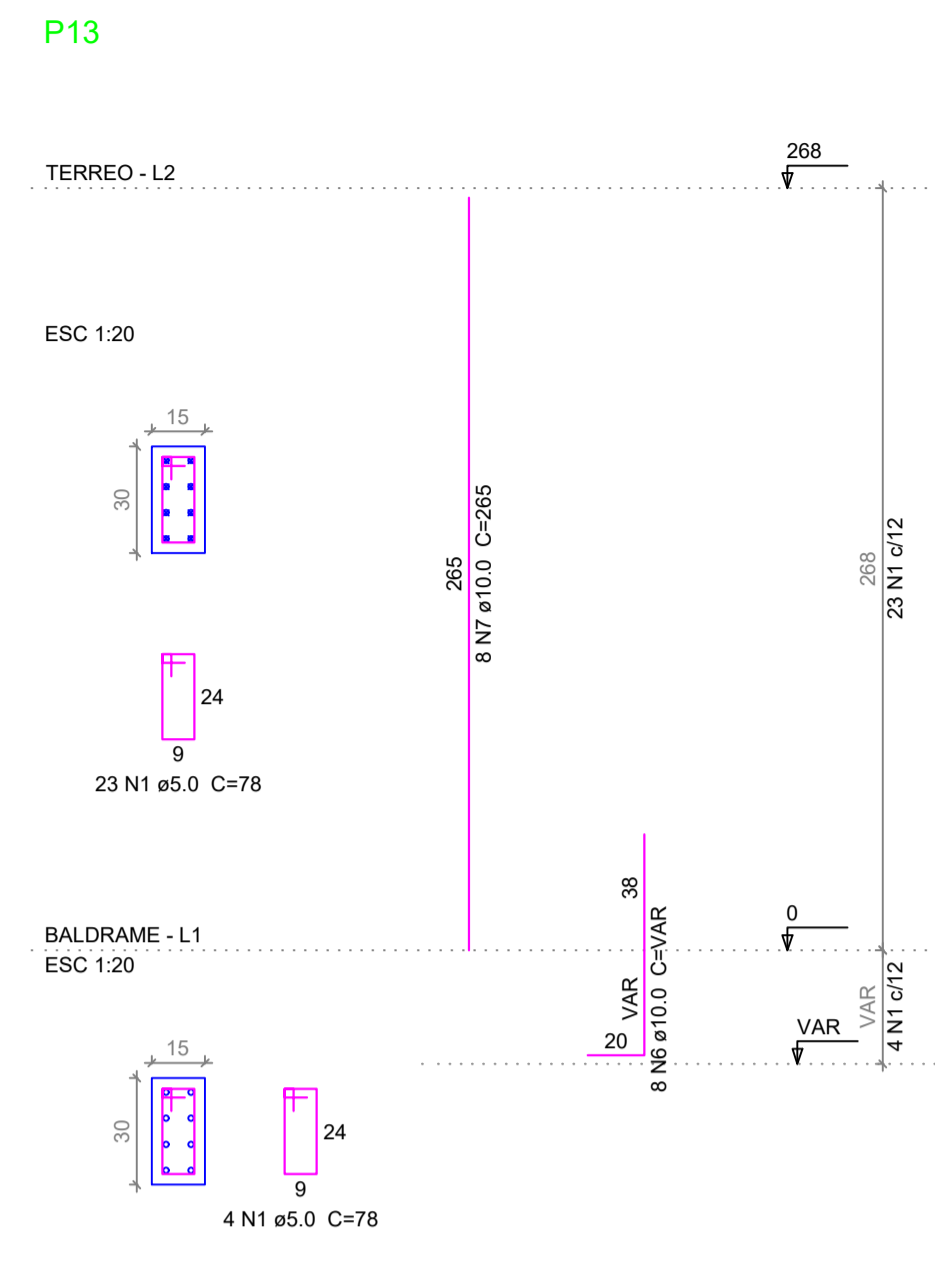 P13
TERREO - L2
268
ESC 1:20
15
30
265
8 N7 ø10.0  C=265
268
23 N1 c/12
24
9
23 N1 ø5.0  C=78
38
BALDRAME - L1
0
ESC 1:20
VAR
20
8 N6 ø10.0  C=VAR
VAR
VAR
4 N1 c/12
15
30
24
9
4 N1 ø5.0  C=78